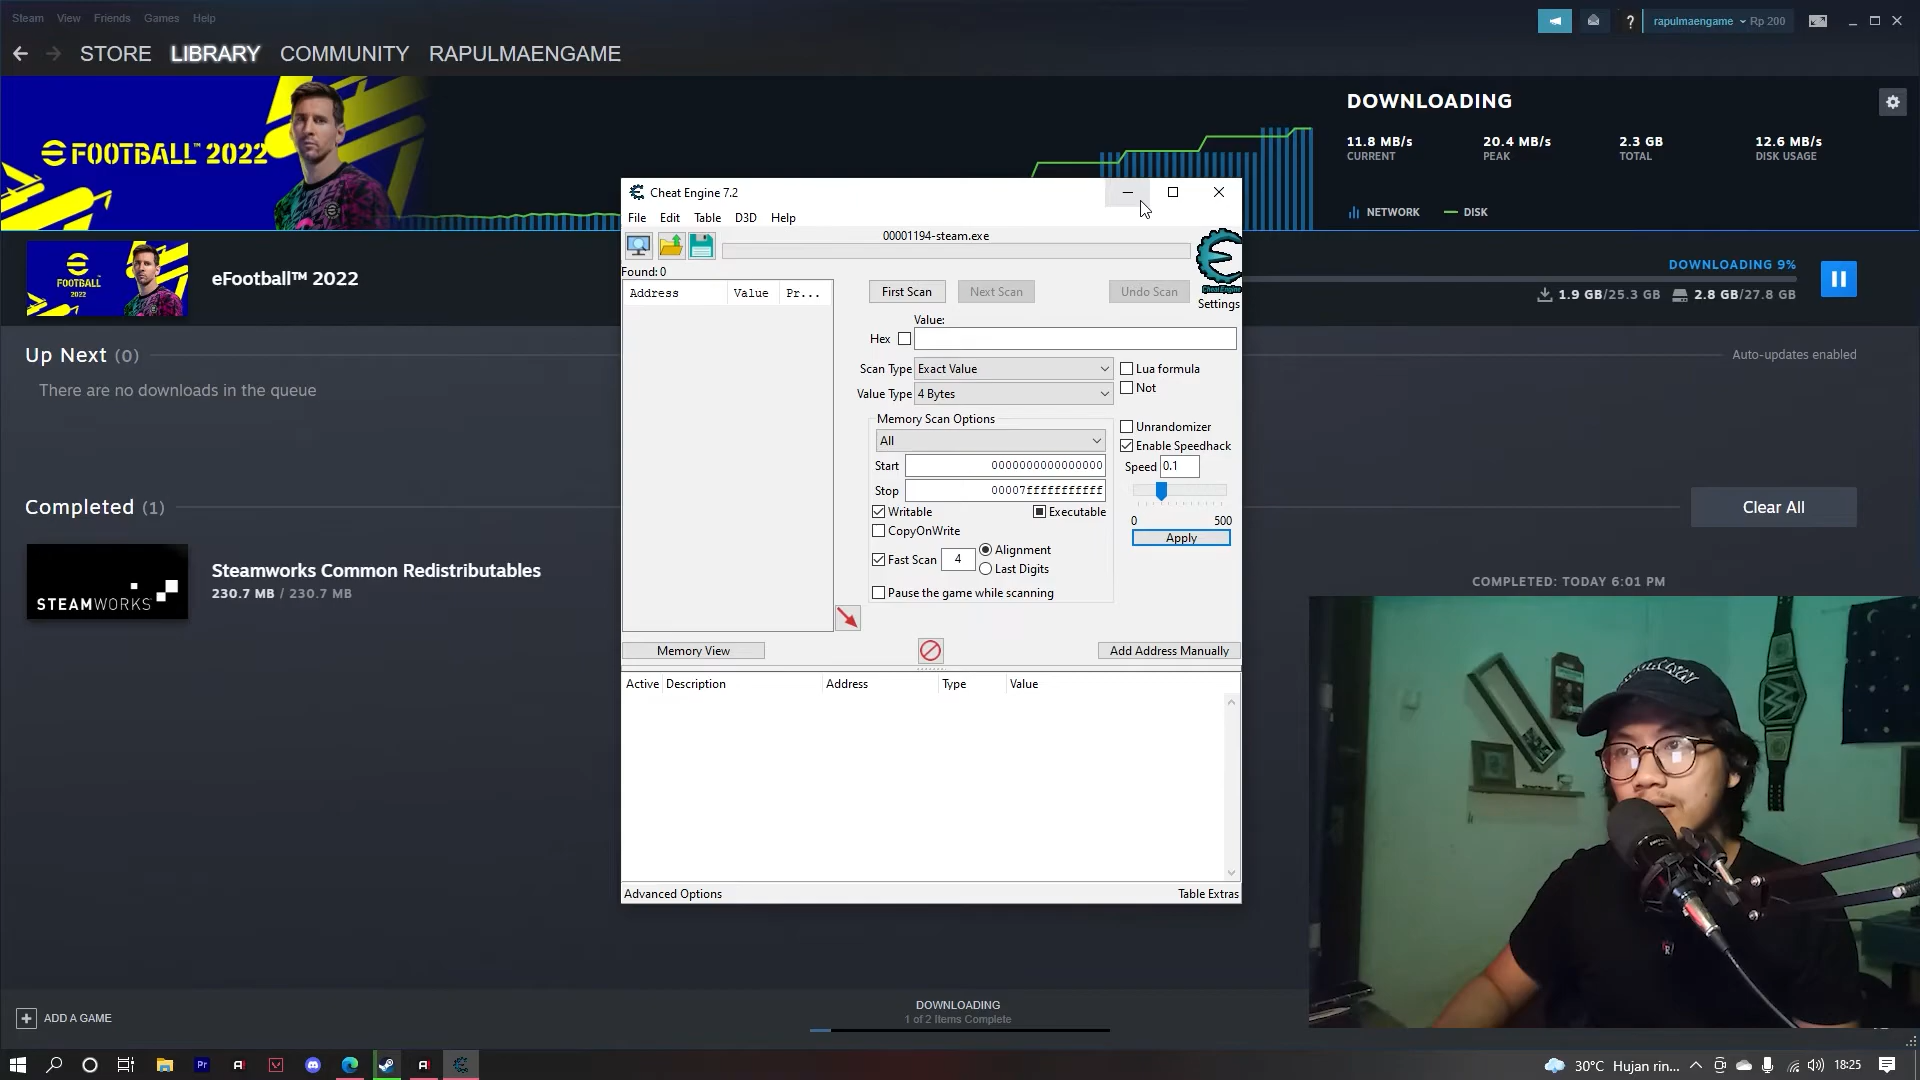 Steam View Friends Games Help
rapulmaengame Rp 200
STORE LIBRARY COMMUNITY RAPULMAENGAME
FOOTBALL™ 2022
DOWNLOADING
11.8 MB/s 20.4 MB/s 2.3 GB 12.6 MB/s
CURRENT PEAK TOTAL DISK USAGE
NETWORK DISK
FOOTBALL
2022
eFootball™ 2022
DOWNLOADING 9%
1.9 GB/25.3 GB 2.8 GB/27.8 GB
Up Next (0)
Auto-updates enabled
There are no downloads in the queue
Completed (1)
Clear All
STEAMWORKS
Steamworks Common Redistributables
230.7 MB / 230.7 MB
COMPLETED: TODAY 6:01 PM
Cheat Engine 7.2
File Edit Table D3D Help
00001194-steam.exe
Found: 0
Address Value Pr...
First Scan Next Scan Undo Scan
Cheat Engine
Settings
Value:
Hex
Scan Type Exact Value
Lua formula
Value Type 4 Bytes
Not
Memory Scan Options
All
Unrandomizer
Enable Speedhack
Start 0000000000000000
Speed 0.1
Stop 00007fffffffffff
Writable Executable
0 500
CopyOnWrite
Apply
Fast Scan 4 Alignment
Last Digits
Pause the game while scanning
Memory View Add Address Manually
Active Description Address Type Value
Advanced Options Table Extras
ADD A GAME
DOWNLOADING
1 of 2 Items Complete
Pr
30°C Hujan rin... 18:25